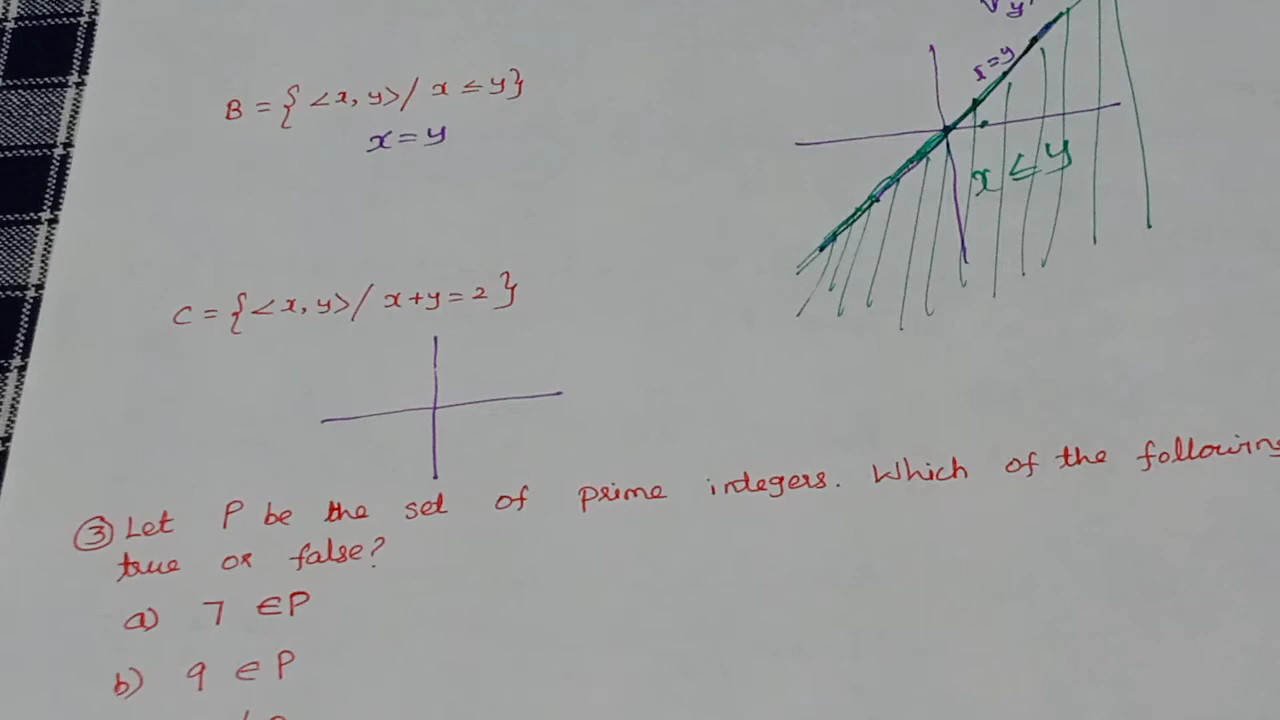 y
x=y
B = {<x, y>/ x ≤ y}
x = y
x ≤ y
C = {<x, y>/ x+y=2}
③ Let P be the set of prime integers. Which of the following
true or false?
a) 7 ∈P
b) 9 ∈ P